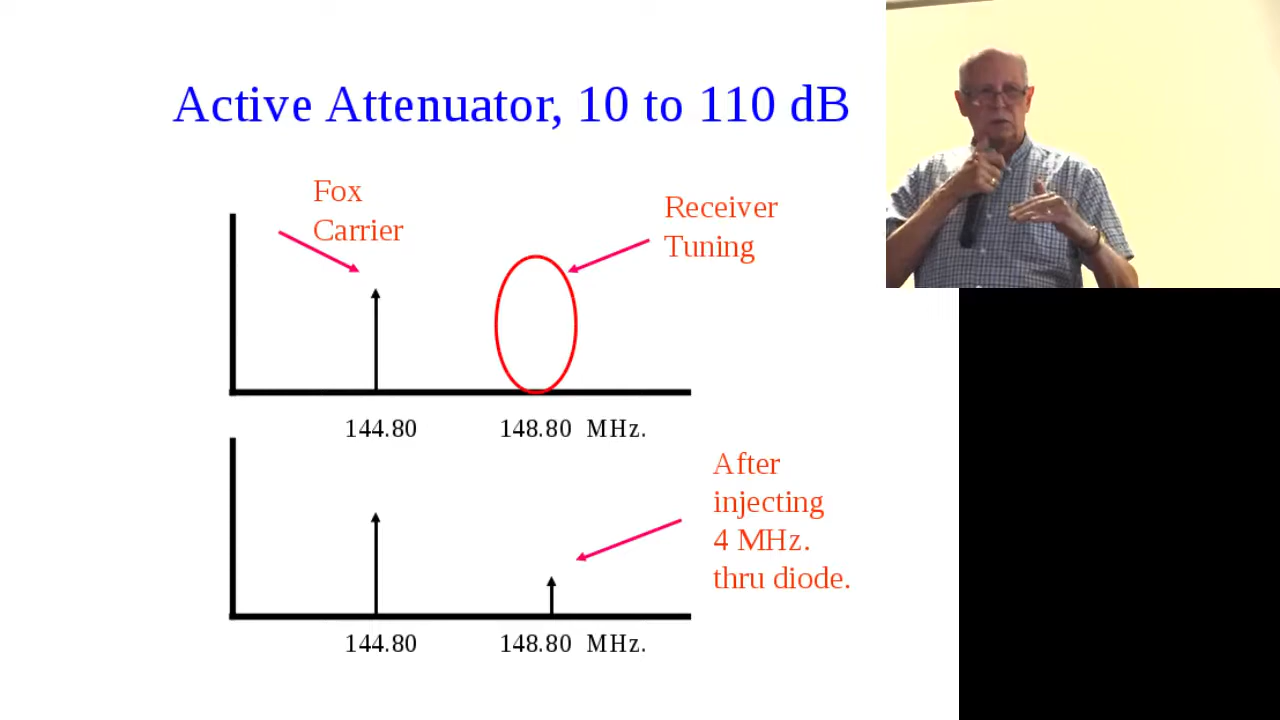 Active Attenuator, 10 to 110 dB
Fox
Carrier
Receiver
Tuning
144.80
148.80 MHz.
After
injecting
4 MHz.
thru diode.
144.80
148.80 MHz.